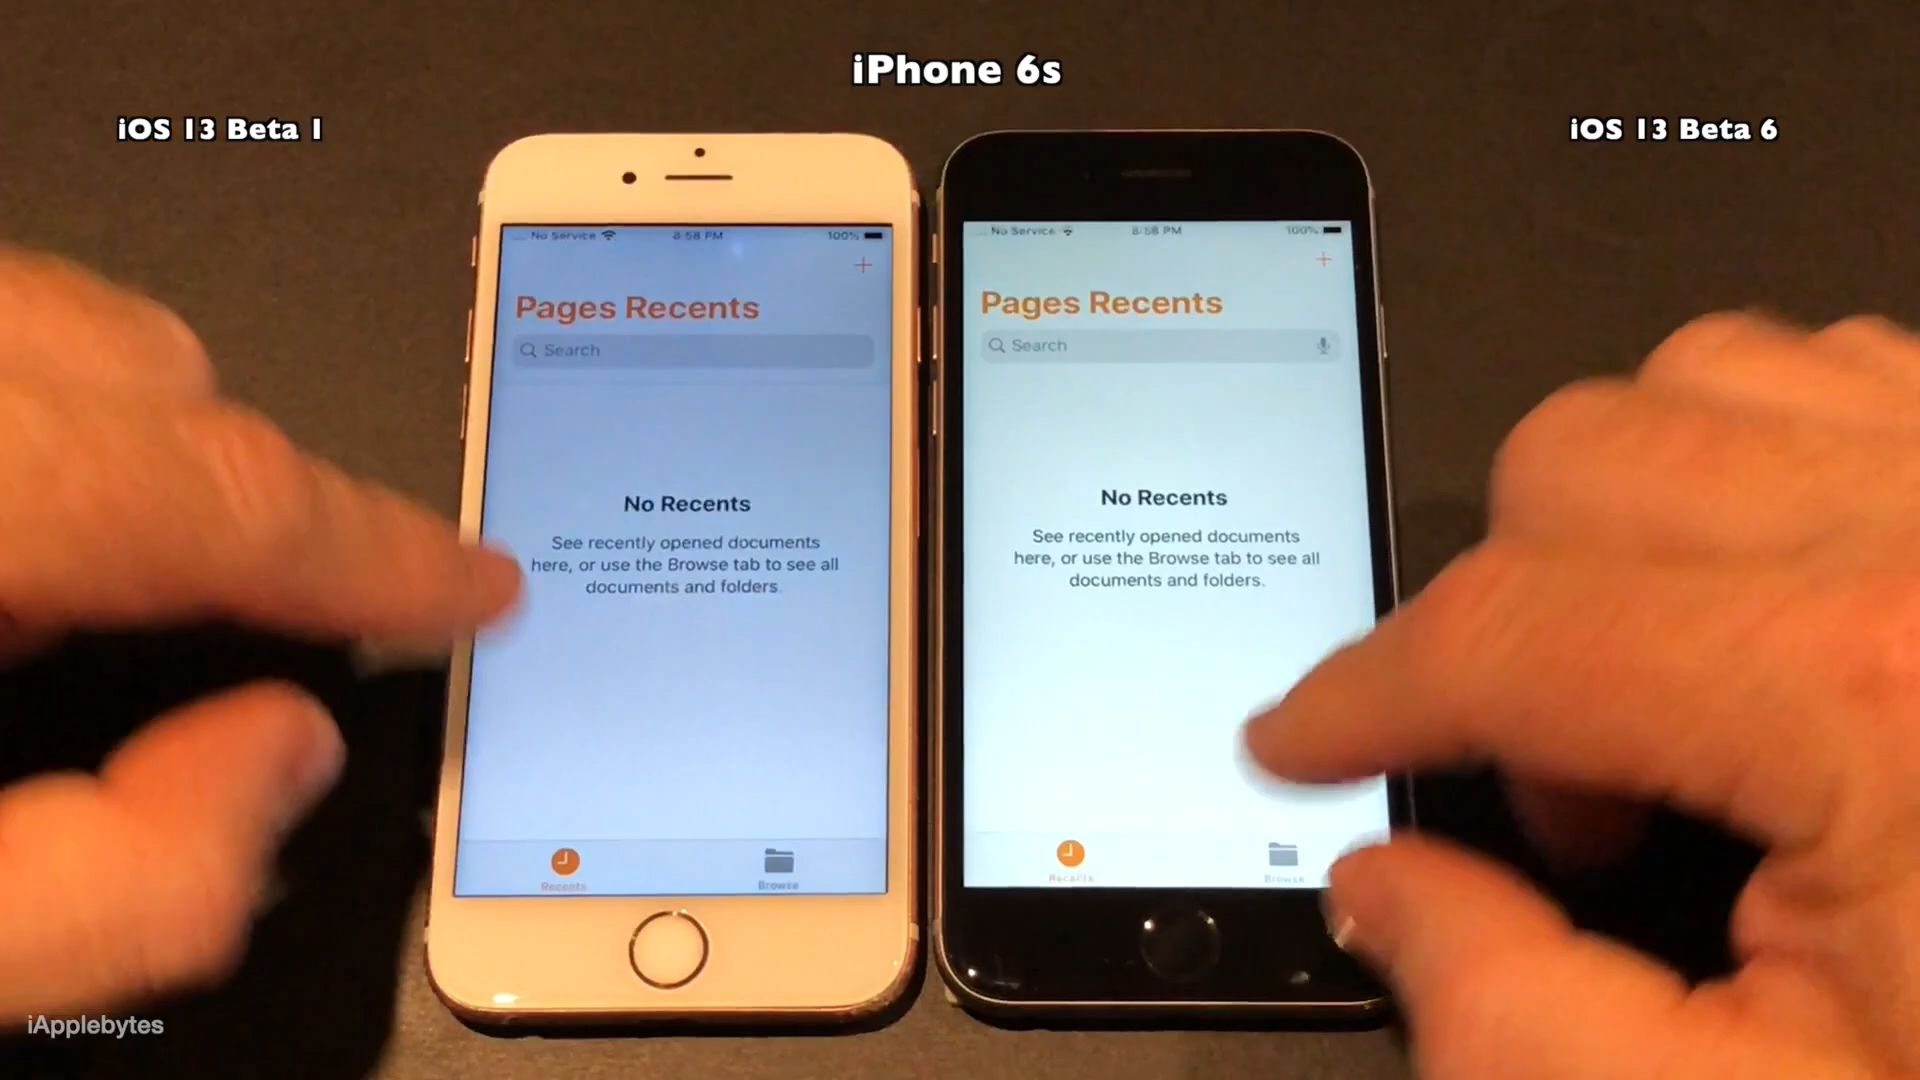 iPhone 6s
iOS 13 Beta 1
iOS 13 Beta 6
No Service 8:58 PM 100%
Pages Recents
Search
No Recents
See recently opened documents
here, or use the Browse tab to see all
documents and folders.
Recents Browse
No Service 8:58 PM 100%
Pages Recents
Search
No Recents
See recently opened documents
here, or use the Browse tab to see all
documents and folders.
Recents Browse
iApplebytes